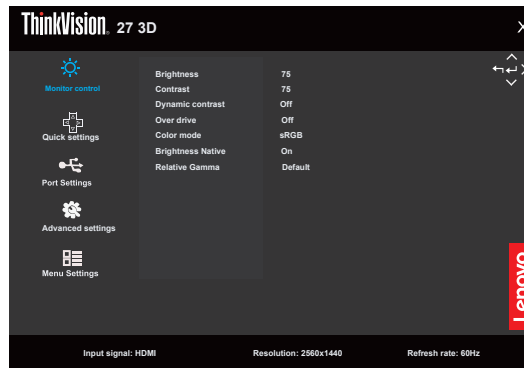 ThinkVision. 27 3D
X
Monitor control
Quick settings
Port Settings
Advanced settings
Menu Settings
Brightness 75
Contrast 75
Dynamic contrast Off
Over drive Off
Color mode sRGB
Brightness Native On
Relative Gamma Default
Lenovo
Input signal: HDMI Resolution: 2560x1440 Refresh rate: 60Hz